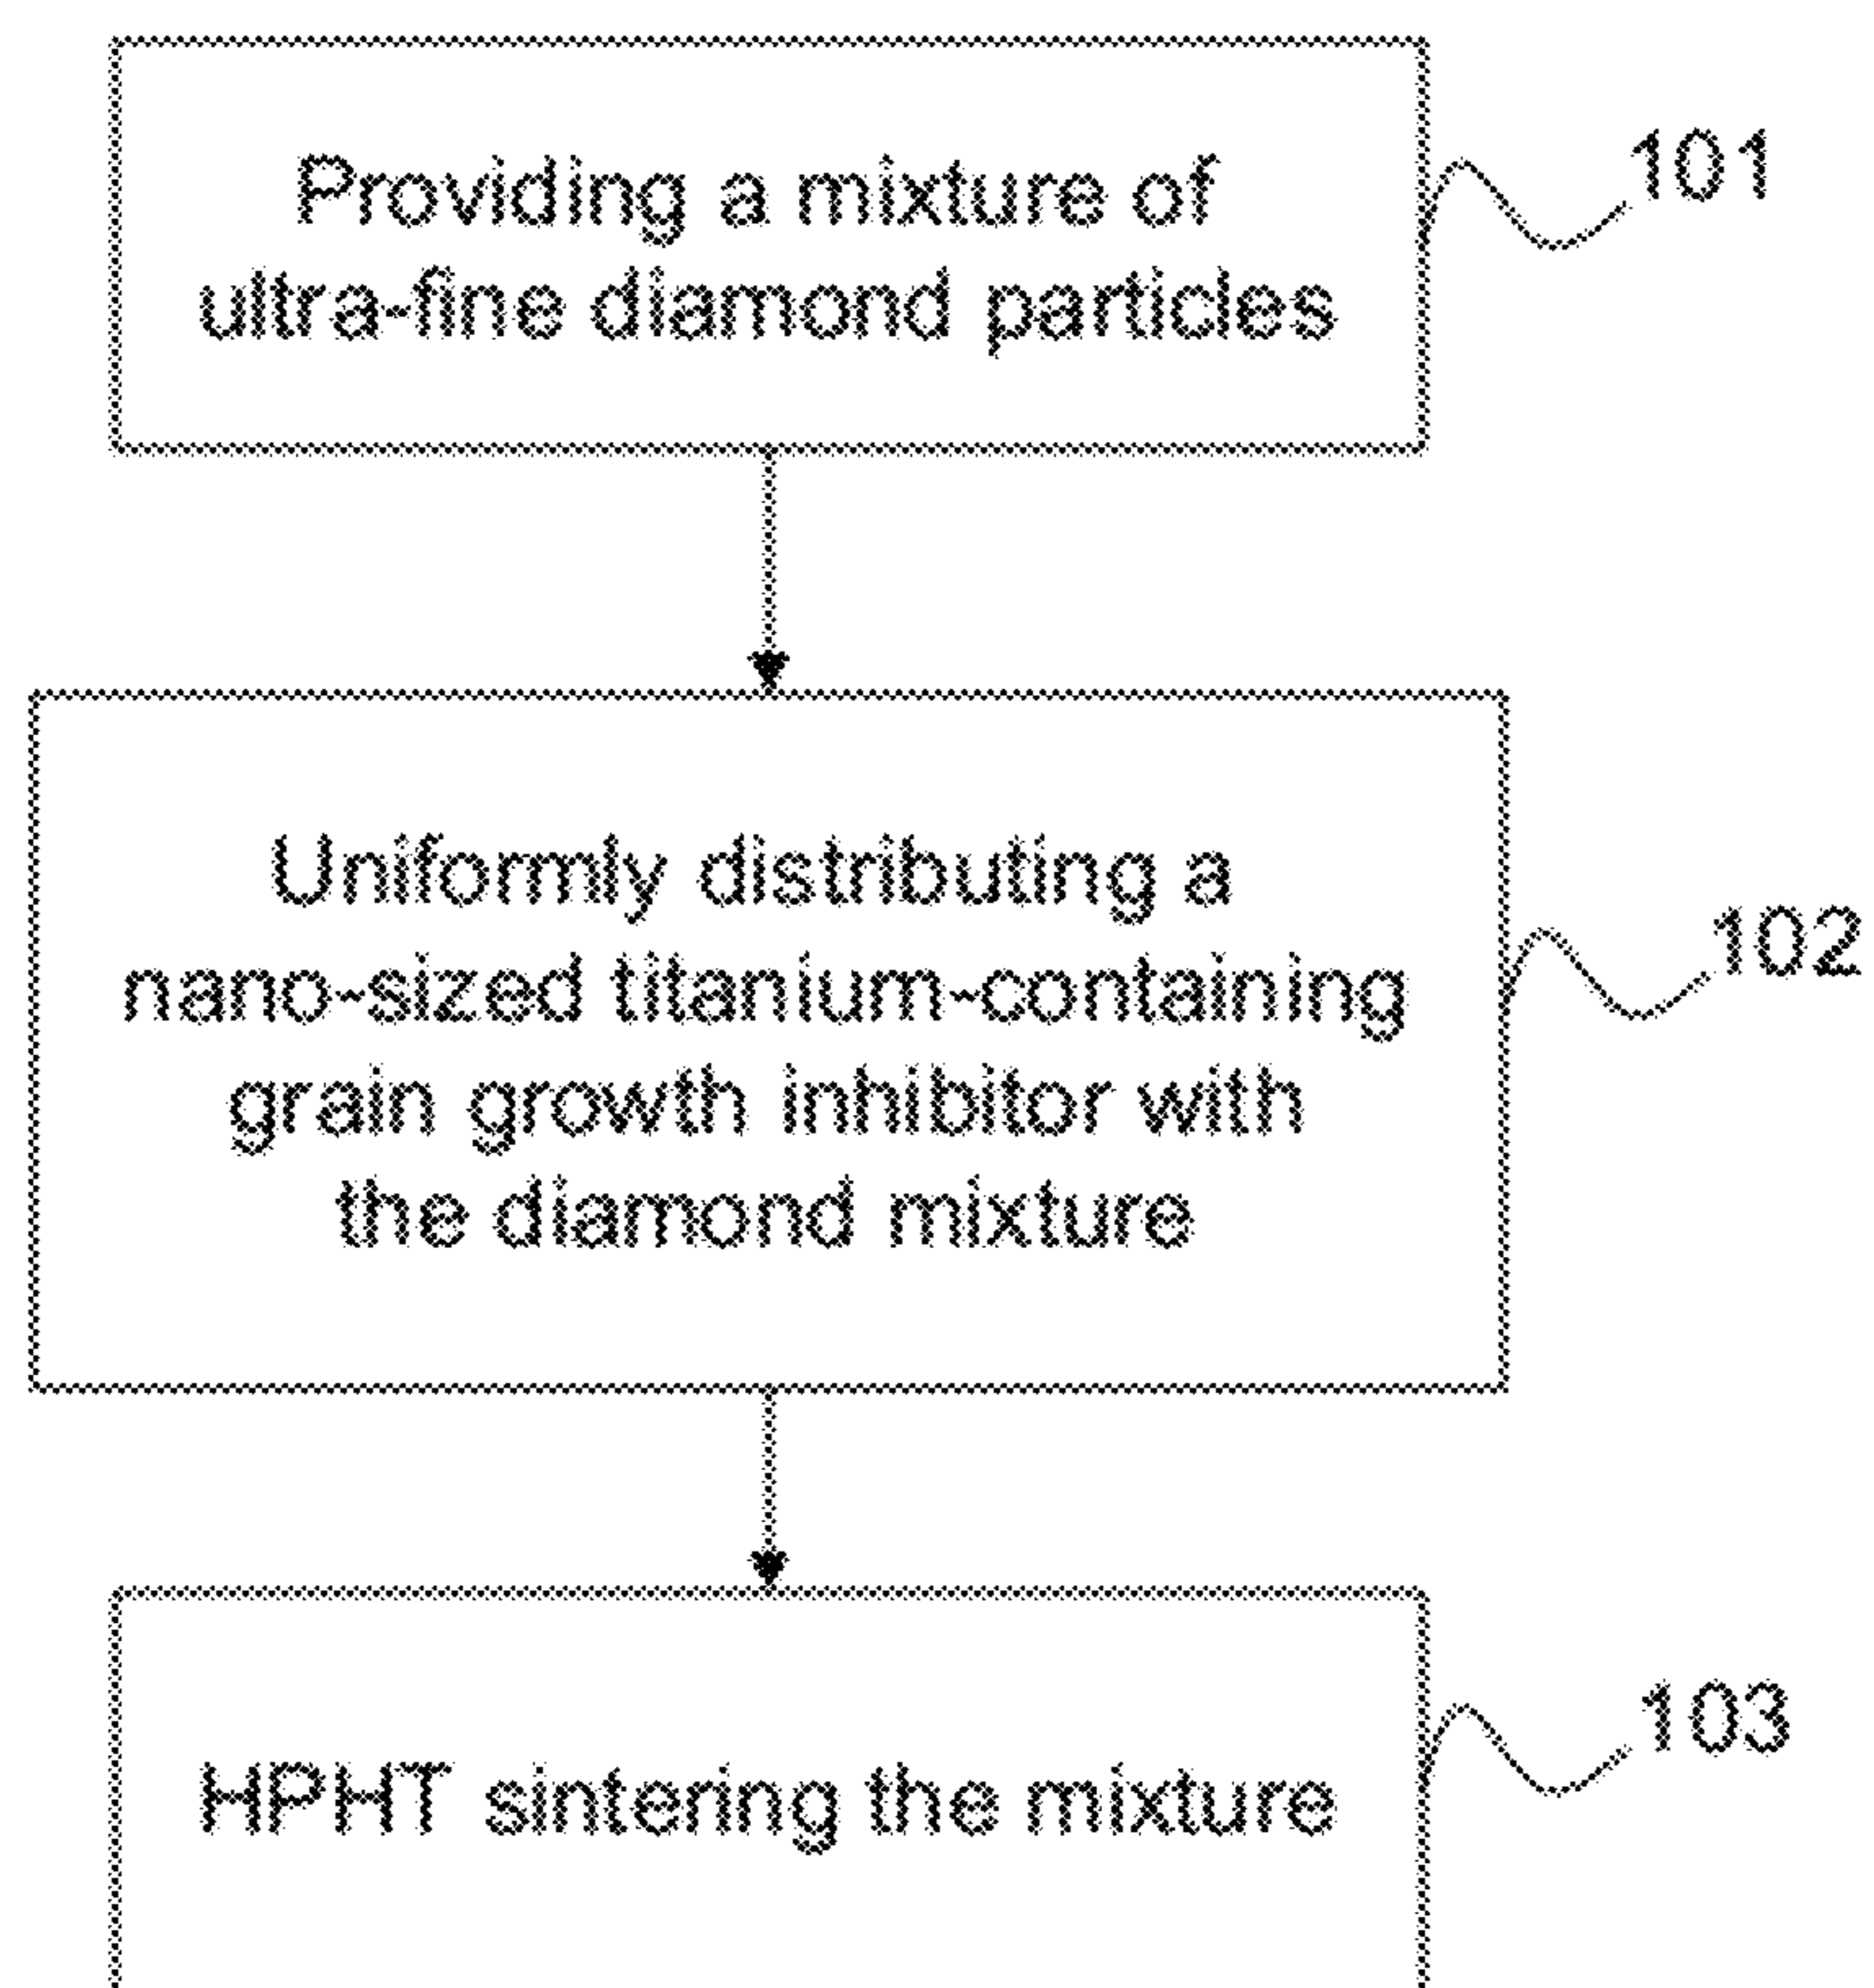 Providing a mixture of
ultra-fine diamond particles
101
Uniformly distributing a
nano-sized titanium-containing
grain growth inhibitor with
the diamond mixture
102
HPHT sintering the mixture
103